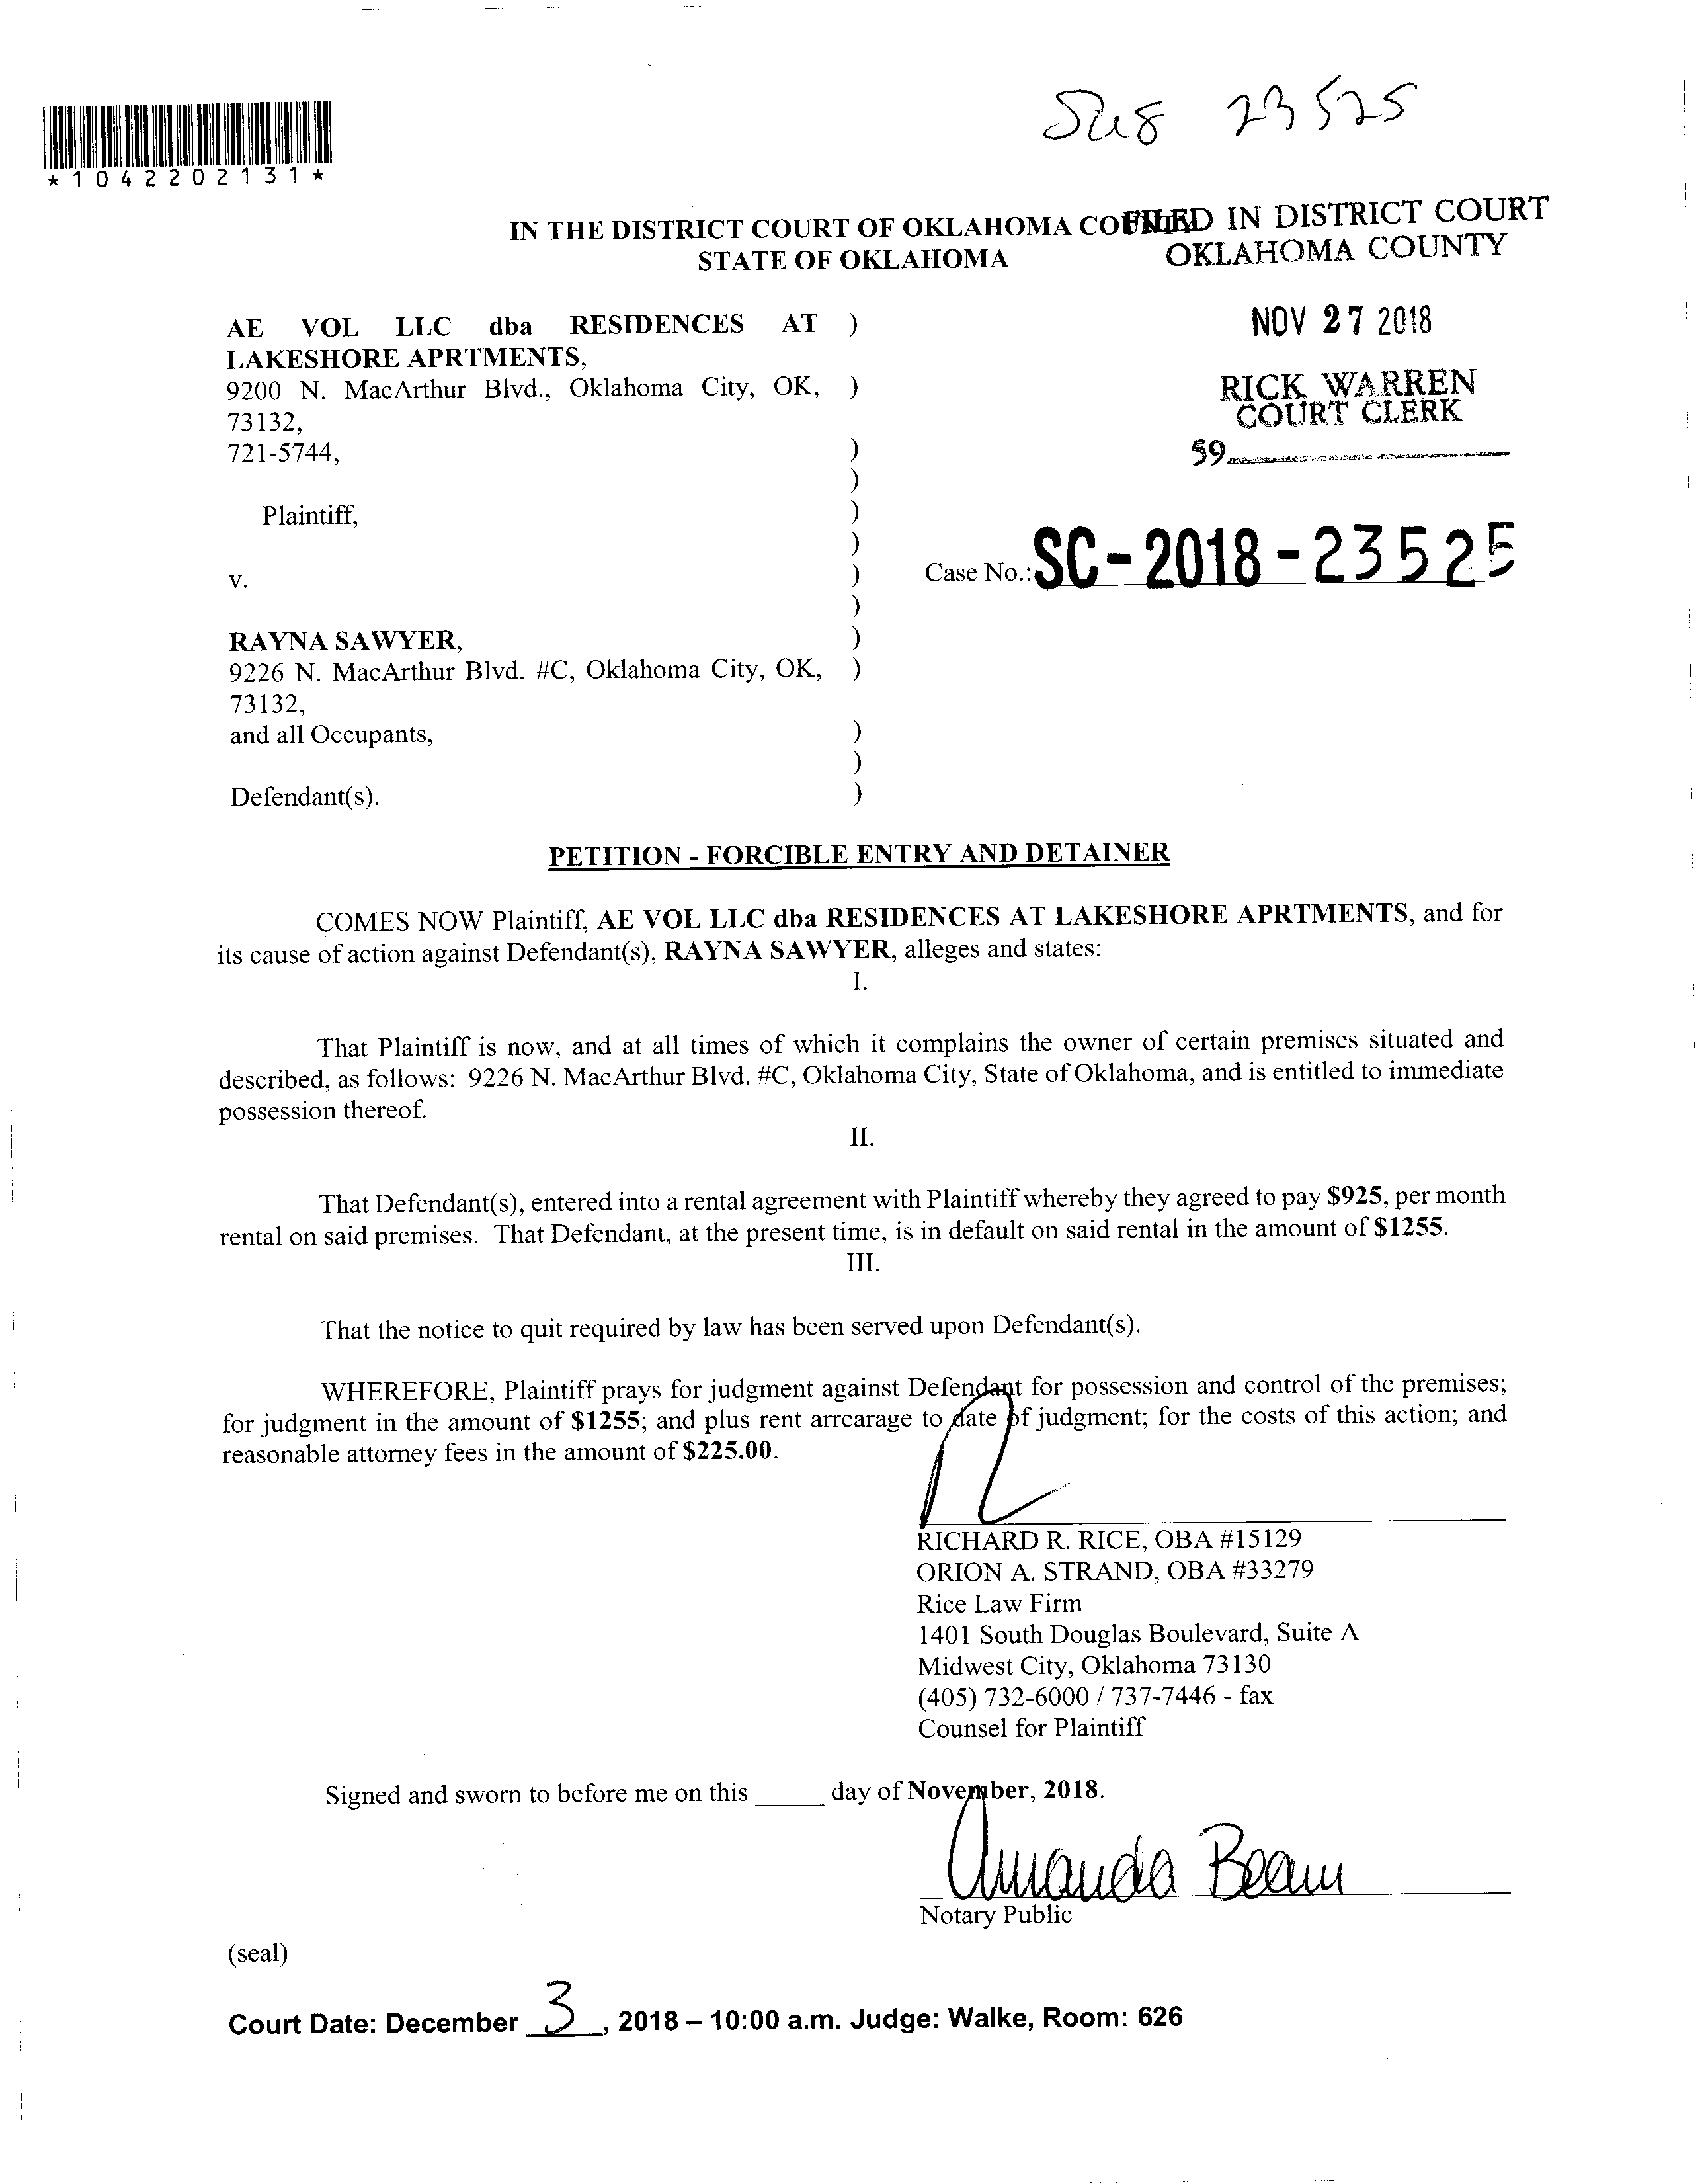 23525
*1042202131*
IN THE DISTRICT COURT OF OKLAHOMA
FILED IN DISTRICT COURT
STATE OF OKLAHOMA
OKLAHOMA COUNTY
NOV 27 2018
RICK WARREN
COURT CLERK
59
AE VOL LLC dba RESIDENCES AT )
LAKESHORE APRTMENTS,
9200 N. MacArthur Blvd., Oklahoma City, OK, )
73132,
721-5744, )
)
Plaintiff, )
)
v. )
Case No.: SC-2018-23525
)
RAYNA SAWYER, )
9226 N. MacArthur Blvd. #C, Oklahoma City, OK, )
73132,
and all Occupants, )
)
Defendant(s). )
PETITION - FORCIBLE ENTRY AND DETAINER
COMES NOW Plaintiff, AE VOL LLC dba RESIDENCES AT LAKESHORE APRTMENTS, and for
its cause of action against Defendant(s), RAYNA SAWYER, alleges and states:
I.
That Plaintiff is now, and at all times of which it complains the owner of certain premises situated and
described, as follows: 9226 N. MacArthur Blvd. #C, Oklahoma City, State of Oklahoma, and is entitled to immediate
possession thereof.
II.
That Defendant(s), entered into a rental agreement with Plaintiff whereby they agreed to pay $925, per month
rental on said premises. That Defendant, at the present time, is in default on said rental in the amount of $1255.
III.
That the notice to quit required by law has been served upon Defendant(s).
WHEREFORE, Plaintiff prays for judgment against Defendant for possession and control of the premises;
for judgment in the amount of $1255; and plus rent arrearage to date of judgment; for the costs of this action; and
reasonable attorney fees in the amount of $225.00.
RICHARD R. RICE, OBA #15129
ORION A. STRAND, OBA #33279
Rice Law Firm
1401 South Douglas Boulevard, Suite A
Midwest City, Oklahoma 73130
(405) 732-6000 / 737-7446 - fax
Counsel for Plaintiff
Signed and sworn to before me on this _____ day of November, 2018.
Amanda Beam
Notary Public
(seal)
Court Date: December 3, 2018 – 10:00 a.m. Judge: Walke, Room: 626